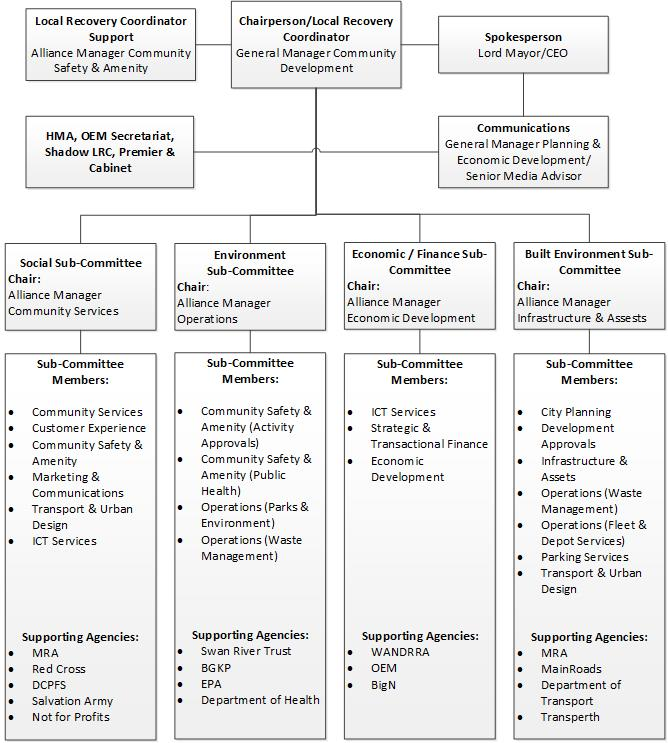 Local Recovery Coordinator
Support
Alliance Manager Community
Safety & Amenity
Chairperson/Local Recovery
Coordinator
General Manager Community
Development
Spokesperson
Lord Mayor/CEO
HMA, OEM Secretariat,
Shadow LRC, Premier &
Cabinet
Communications
General Manager Planning &
Economic Development/
Senior Media Advisor
Social Sub-Committee
Chair:
Alliance Manager
Community Services
Environment
Sub-Committee
Chair:
Alliance Manager
Operations
Economic / Finance Sub-
Committee
Chair:
Alliance Manager
Economic Development
Built Environment Sub-
Committee
Chair:
Alliance Manager
Infrastructure & Assests
Sub-Committee
Members:
• Community Services
• Customer Experience
• Community Safety &
Amenity
• Marketing &
Communications
• Transport & Urban
Design
• ICT Services
Supporting Agencies:
• MRA
• Red Cross
• DCPFS
• Salvation Army
• Not for Profits
Sub-Committee
Members:
• Community Safety &
Amenity (Activity
Approvals)
• Community Safety &
Amenity (Public
Health)
• Operations (Parks &
Environment)
• Operations (Waste
Management)
Supporting Agencies:
• Swan River Trust
• BGKP
• EPA
• Department of Health
Sub-Committee
Members:
• ICT Services
• Strategic &
Transactional Finance
• Economic
Development
Supporting Agencies:
• WANDRRA
• OEM
• BigN
Sub-Committee
Members:
• City Planning
• Development
Approvals
• Infrastructure &
Assets
• Operations (Waste
Management)
• Operations (Fleet &
Depot Services)
• Parking Services
• Transport & Urban
Design
Supporting Agencies:
• MRA
• MainRoads
• Department of
Transport
• Transperth